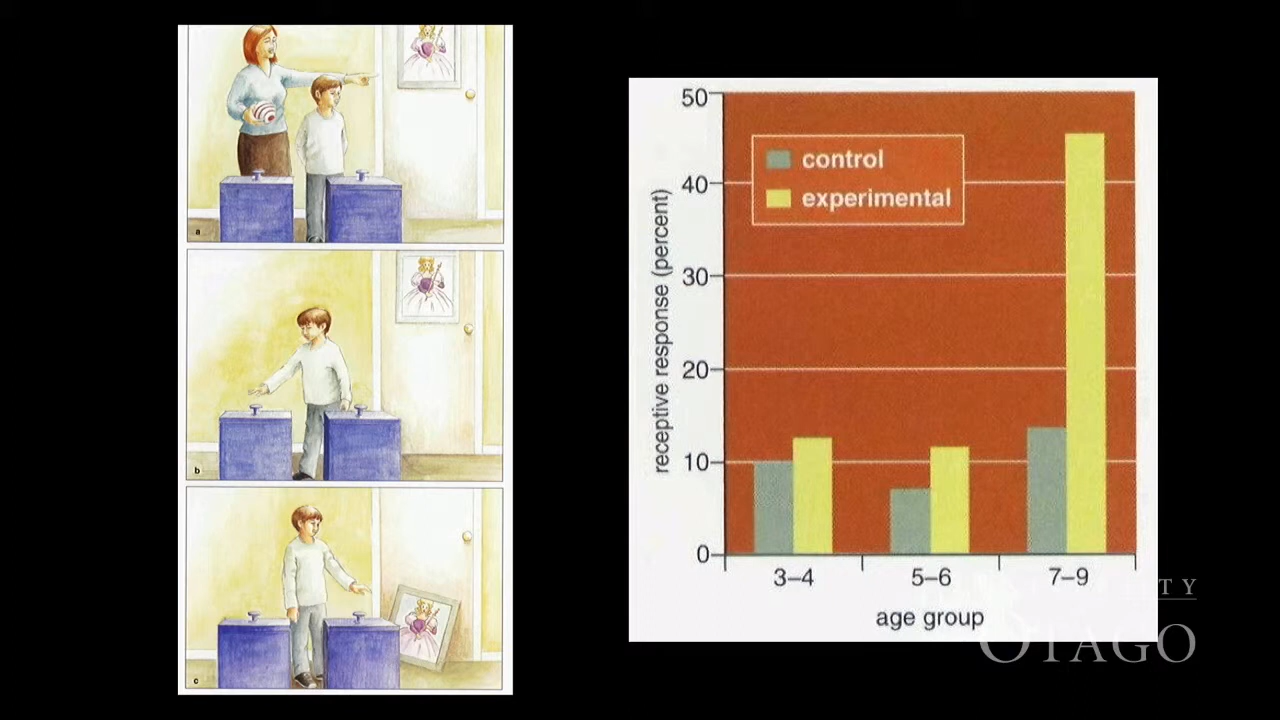 a
b
c
50
40
30
20
10
0
receptive response (percent)
control
experimental
3–4
5–6
7–9
age group
TY
OTAGO